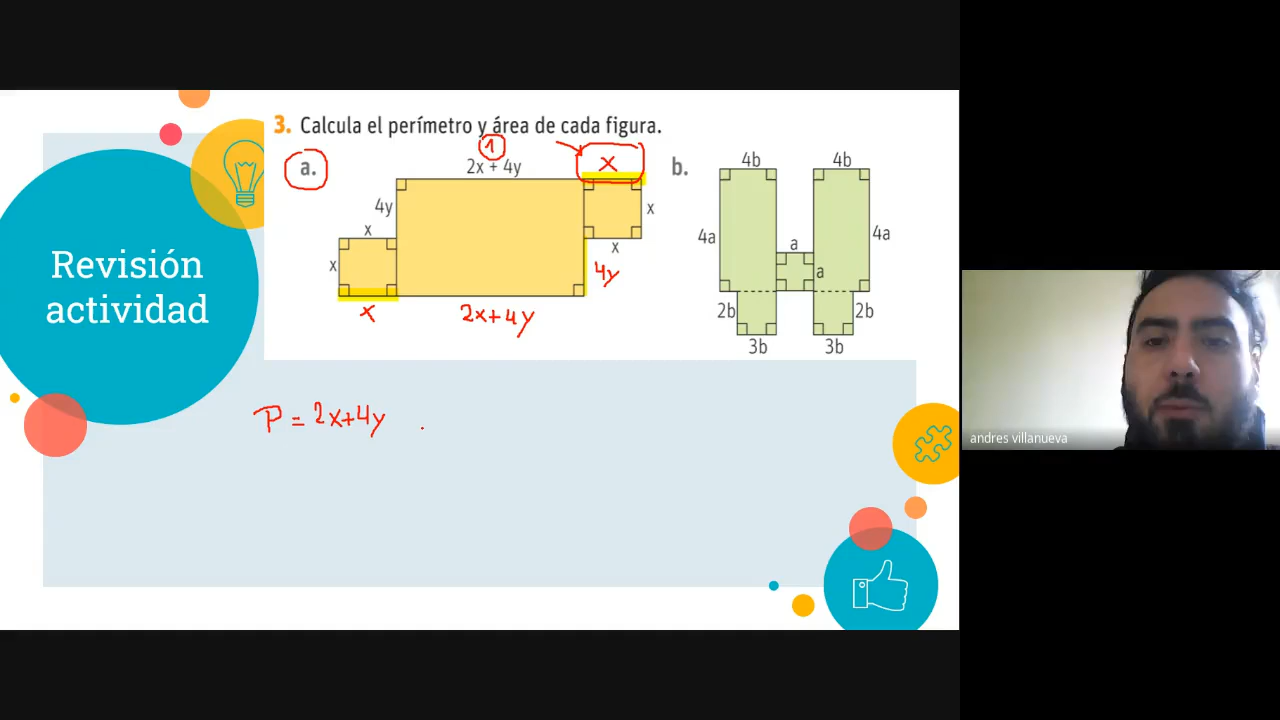 Revisión
actividad
3. Calcula el perímetro y área de cada figura.
1
a.
2x + 4y
x
4y
x
x
x
x
4y
x
2x+4y
b.
4b
4b
4a
4a
a
a
2b
2b
3b
3b
P = 2x+4y
andres villanueva